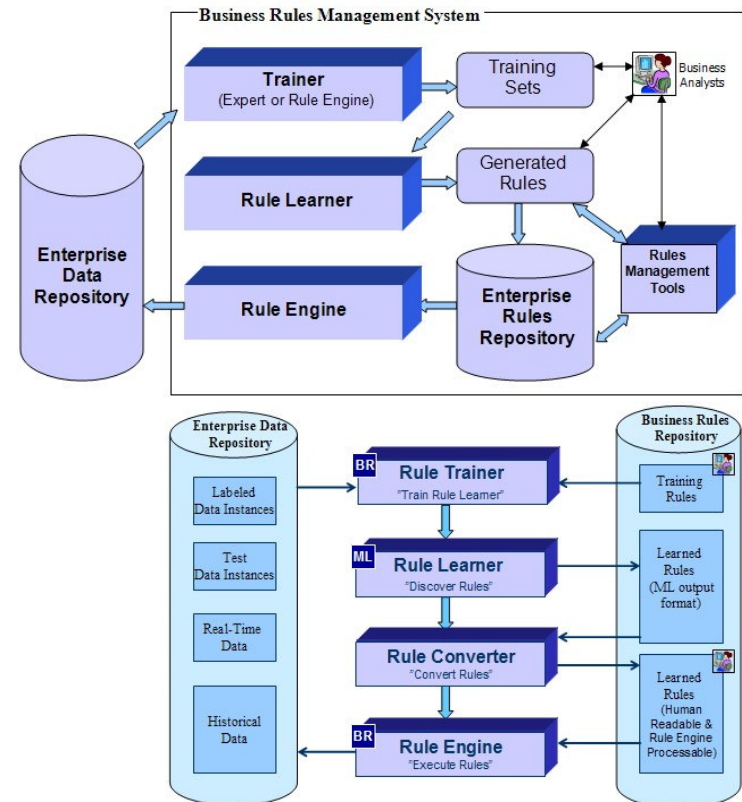 Business Rules Management System
Trainer
(Expert or Rule Engine)
Training
Sets
Business
Analysts
Rule Learner
Generated
Rules
Enterprise
Data
Repository
Rule Engine
Enterprise
Rules
Repository
Rules
Management
Tools
Enterprise Data
Repository
Business Rules
Repository
BR
Rule Trainer
"Train Rule Learner"
Labeled
Data Instances
Training
Rules
ML
Rule Learner
"Discover Rules"
Test
Data Instances
Learned
Rules
(ML output
format)
Real-Time
Data
Rule Converter
"Convert Rules"
Historical
Data
Learned
Rules
(Human
Readable &
Rule Engine
Processable)
BR
Rule Engine
"Execute Rules"